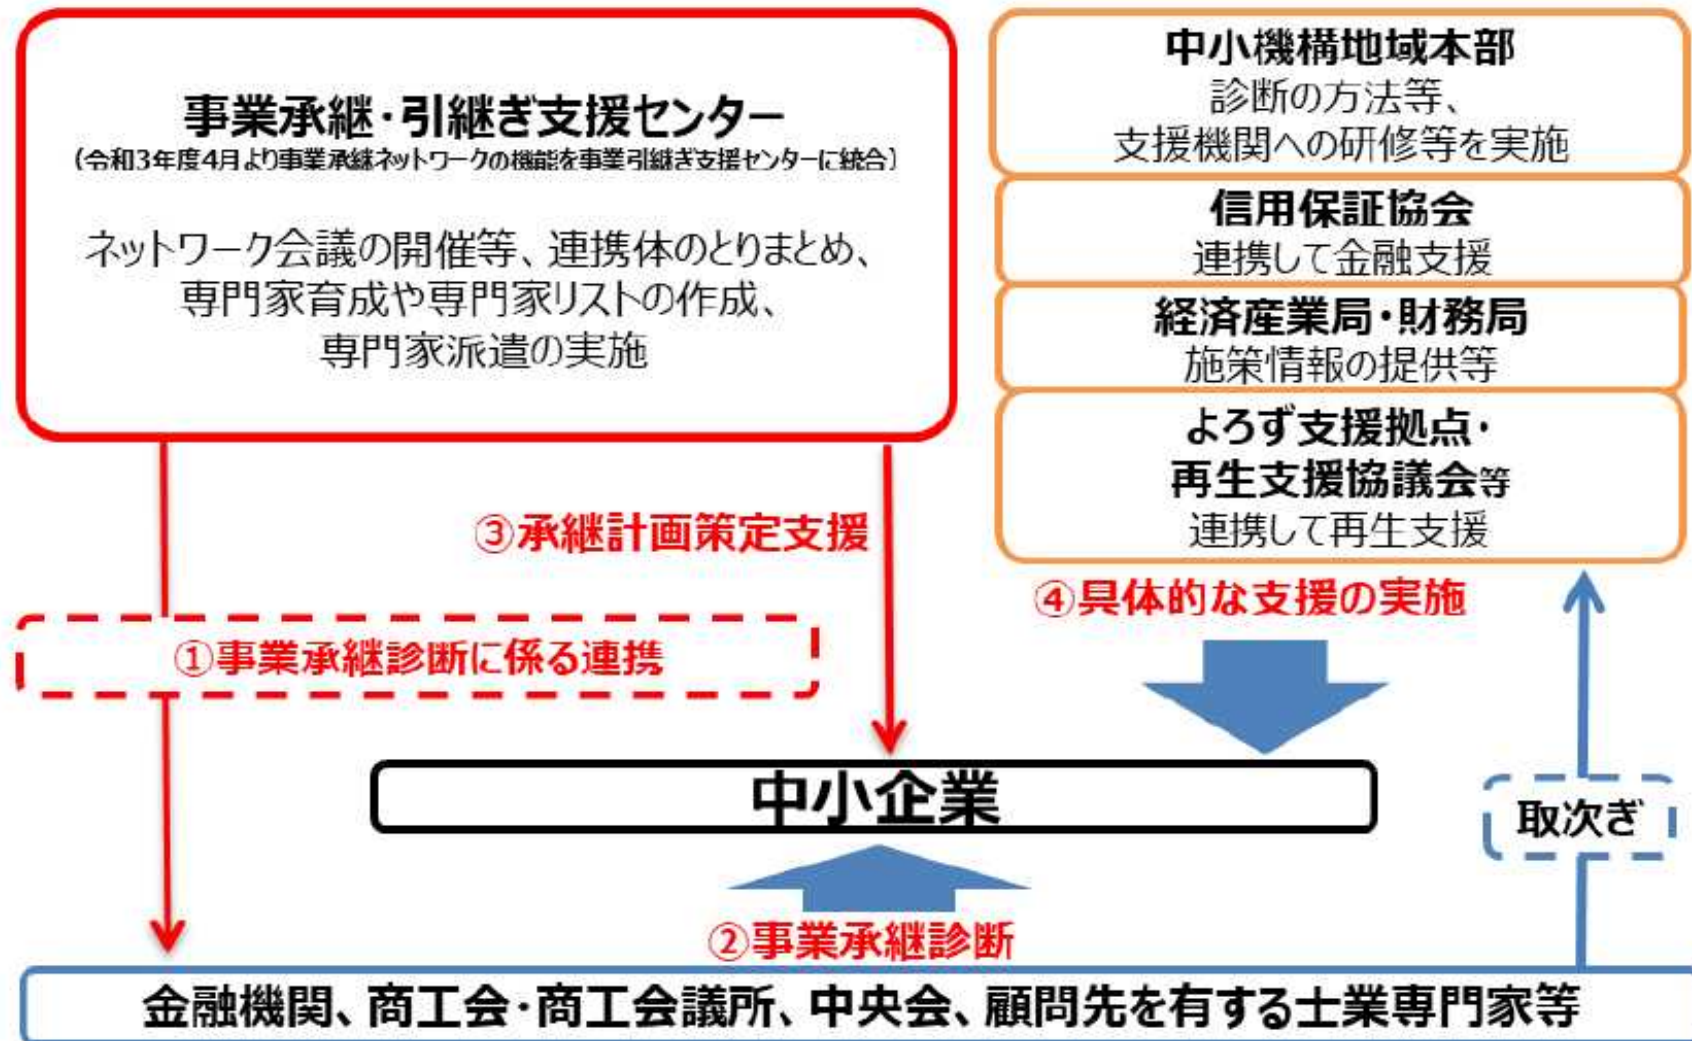 事業承継・引継ぎ支援センター
（令和3年度4月より事業承継ネットワークの機能を事業引継ぎ支援センターに統合）
ネットワーク会議の開催等、連携体のとりまとめ、
専門家育成や専門家リストの作成、
専門家派遣の実施
中小機構地域本部
診断の方法等、
支援機関への研修等を実施
信用保証協会
連携して金融支援
経済産業局・財務局
施策情報の提供等
よろず支援拠点・
再生支援協議会等
連携して再生支援
③承継計画策定支援
④具体的な支援の実施
①事業承継診断に係る連携
中小企業
取次ぎ
②事業承継診断
金融機関、商工会・商工会議所、中央会、顧問先を有する士業専門家等